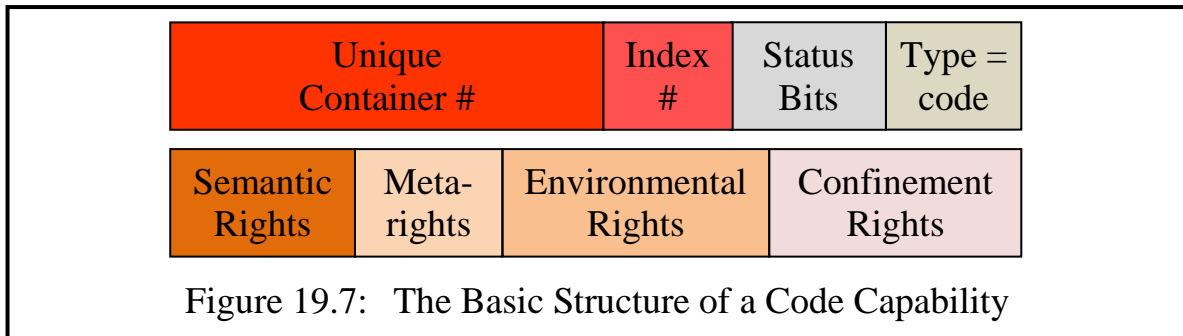 Unique
Container #
Index
#
Status
Bits
Type =
code
Semantic
Rights
Meta-
rights
Environmental
Rights
Confinement
Rights
Figure 19.7: The Basic Structure of a Code Capability